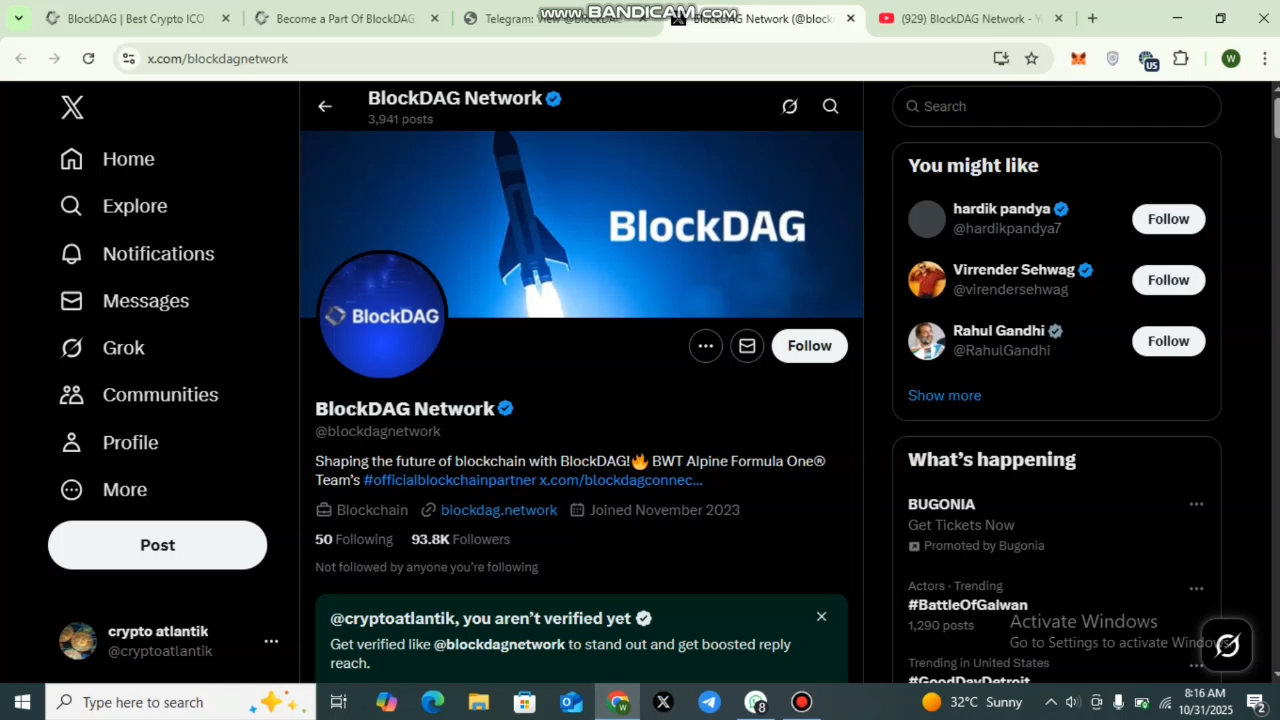 BlockDAG | Best Crypto ICO
Become a Part Of BlockDAG
Telegram: View @BlockDAG
BlockDAG Network (@block
(929) BlockDAG Network - Y
www.BANDICAM.com
x.com/blockdagnetwork
US
W
Home
Explore
Notifications
Messages
Grok
Communities
Profile
More
Post
crypto atlantik
@cryptoatlantik
BlockDAG Network
3,941 posts
BlockDAG
BlockDAG
Follow
BlockDAG Network
@blockdagnetwork
Shaping the future of blockchain with BlockDAG!🔥 BWT Alpine Formula One®
Team's #officialblockchainpartner x.com/blockdagconnec...
Blockchain blockdag.network Joined November 2023
50 Following 93.8K Followers
Not followed by anyone you're following
@cryptoatlantik, you aren't verified yet
Get verified like @blockdagnetwork to stand out and get boosted reply
reach.
Search
You might like
hardik pandya
@hardikpandya7
Follow
Virrender Sehwag
@virendersehwag
Follow
Rahul Gandhi
@RahulGandhi
Follow
Show more
What's happening
BUGONIA
Get Tickets Now
Promoted by Bugonia
Actors · Trending
#BattleOfGalwan
1,290 posts
Trending in United States
#GoodDayDetroit
Activate Windows
Go to Settings to activate Windows.
Type here to search
8
32°C Sunny
8:16 AM
10/31/2025
2